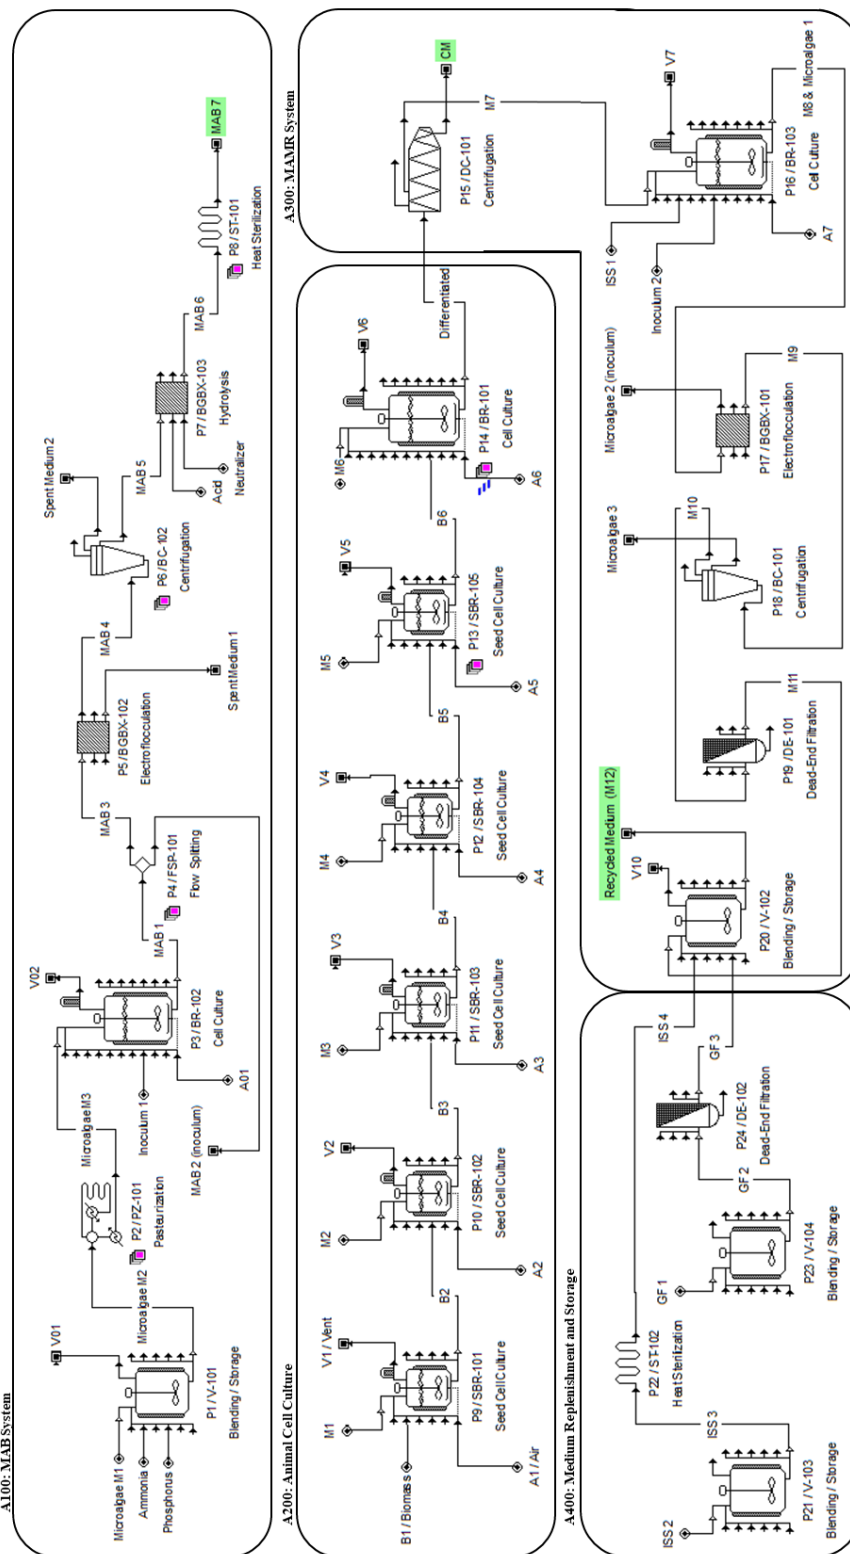 A100: MAB System
Microalgae M1
Ammonia
Phosphorus
V01
P1 / V-101
Blending / Storage
Microalgae M2
P2 / PZ-101
Pasteurization
Microalgae M3
MAB 2 (inoculum)
Inoculum 1
A01
V02
P3 / BR-102
Cell Culture
MAB 1
P4 / FSP-101
Flow Splitting
MAB 3
P5 / BGBX-102
Electroflocculation
Spent Medium 1
MAB 4
P6 / BC-102
Centrifugation
Spent Medium 2
MAB 5
Acid
Neutralizer
P7 / BGBX-103
Hydrolysis
MAB 6
P8 / ST-101
Heat Sterilization
MAB 7
A200: Animal Cell Culture
B1 / Biomass
M1
A1 / Air
V1 / Vent
P9 / SBR-101
Seed Cell Culture
B2
M2
A2
V2
P10 / SBR-102
Seed Cell Culture
B3
M3
A3
V3
P11 / SBR-103
Seed Cell Culture
B4
M4
A4
V4
P12 / SBR-104
Seed Cell Culture
B5
M5
A5
V5
P13 / SBR-105
Seed Cell Culture
B6
M6
A6
V6
P14 / BR-101
Cell Culture
Differentiated
A300: MAMR System
P15 / DC-101
Centrifugation
CM
M7
ISS 1
Inoculum 2
A7
V7
P16 / BR-103
Cell Culture
M8 & Microalgae 1
Microalgae 2 (inoculum)
P17 / BGBX-101
Electroflocculation
M9
Microalgae 3
M10
P18 / BC-101
Centrifugation
M11
P19 / DE-101
Dead-End Filtration
Recycled Medium (M12)
V10
P20 / V-102
Blending / Storage
A400: Medium Replenishment and Storage
ISS 2
P21 / V-103
Blending / Storage
ISS 3
P22 / ST-102
Heat Sterilization
ISS 4
GF 1
P23 / V-104
Blending / Storage
GF 2
P24 / DE-102
Dead-End Filtration
GF 3